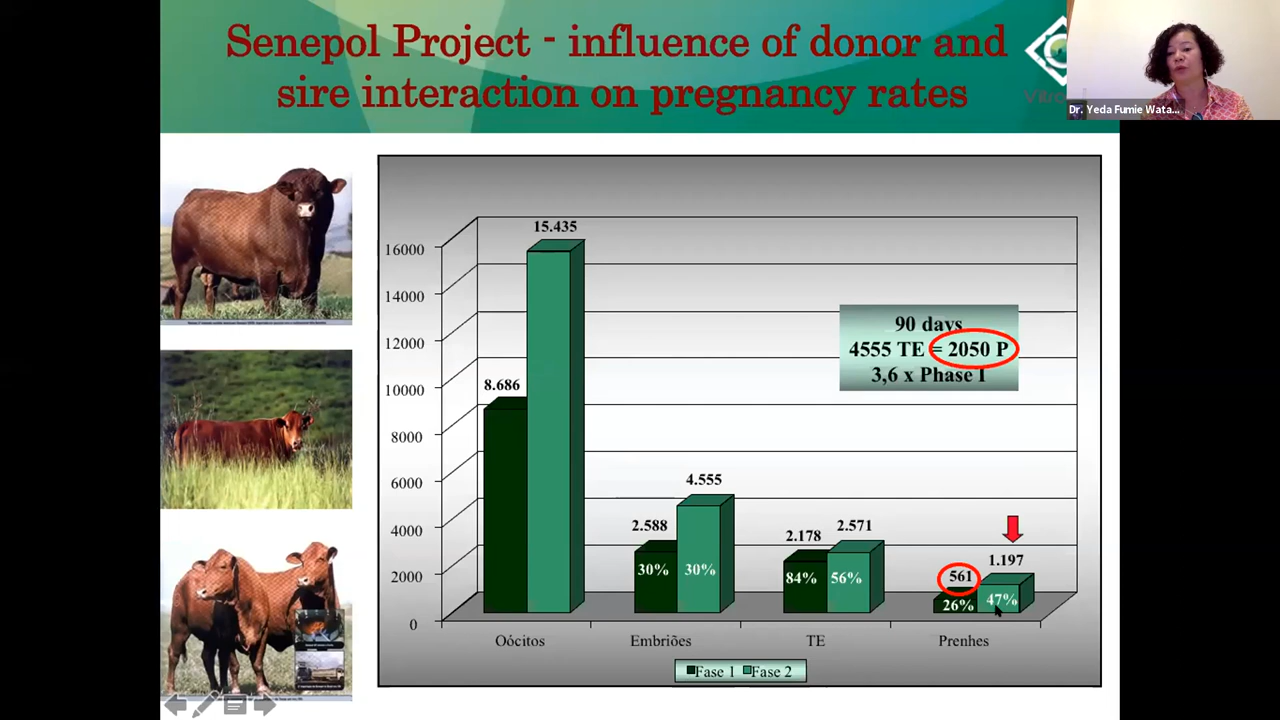 Senepol Project - influence of donor and
sire interaction on pregnancy rates
Dr. Yeda Fumie Wata...
16000
14000
12000
10000
8000
6000
4000
2000
0
15.435
8.686
90 days
4555 TE = 2050 P
3,6 x Phase I
2.588
4.555
2.178
2.571
561
1.197
30%
30%
84%
56%
26%
47%
Oócitos
Embriões
TE
Prenhes
Fase 1
Fase 2